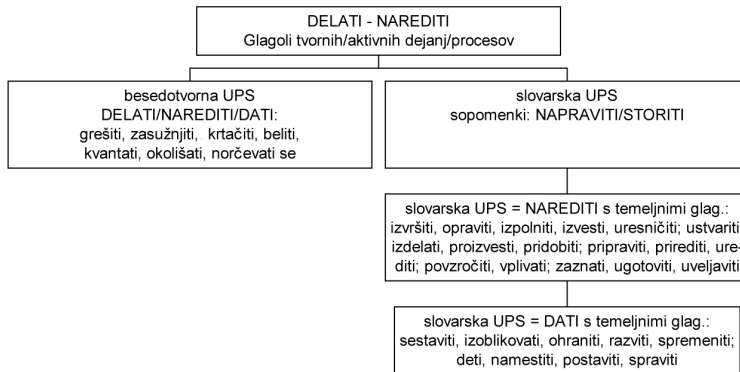 DELATI - NAREDITI
Glagoli tvornih/aktivnih dejanj/procesov
besedotvorna UPS
DELATI/NAREDITI/DATI:
grešiti, zasužnjiti, krtačiti, beliti,
kvantati, okolišati, norčevati se
slovarska UPS
sopomenki: NAPRAVITI/STORITI
slovarska UPS = NAREDITI s temeljnimi glag.:
izvršiti, opraviti, izpolniti, izvesti, uresničiti; ustvariti,
izdelati, proizvesti, pridobiti; pripraviti, prirediti, ure-
diti; povzročiti, vplivati; zaznati, ugotoviti, uveljaviti
slovarska UPS = DATI s temeljnimi glag.:
sestaviti, izoblikovati, ohraniti, razviti, spremeniti;
deti, namestiti, postaviti, spraviti